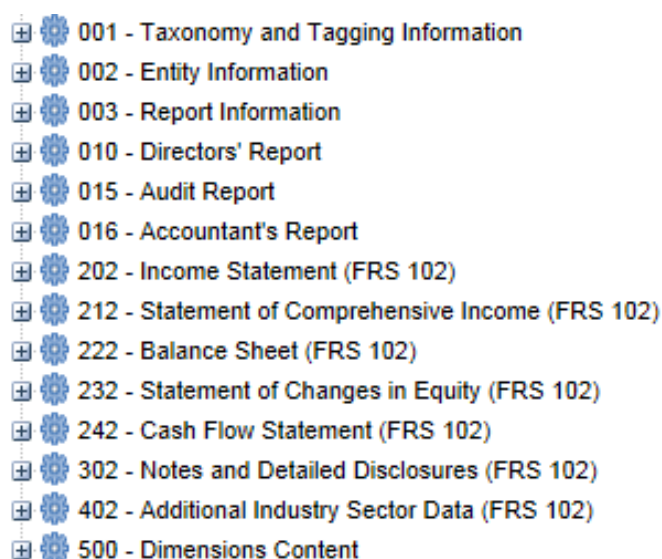 001 - Taxonomy and Tagging Information
002 - Entity Information
003 - Report Information
010 - Directors' Report
015 - Audit Report
016 - Accountant's Report
202 - Income Statement (FRS 102)
212 - Statement of Comprehensive Income (FRS 102)
222 - Balance Sheet (FRS 102)
232 - Statement of Changes in Equity (FRS 102)
242 - Cash Flow Statement (FRS 102)
302 - Notes and Detailed Disclosures (FRS 102)
402 - Additional Industry Sector Data (FRS 102)
500 - Dimensions Content